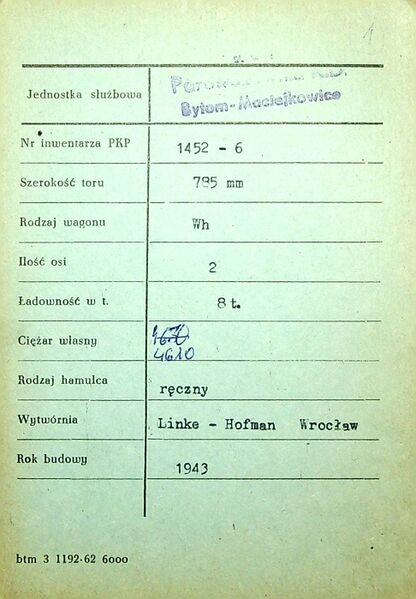 1
Jednostka służbowa
Parowozownia K.D.
Bytom-Maciejkowice
Nr inwentarza PKP 1452 - 6
Szerokość toru 785 mm
Rodzaj wagonu Wh
Ilość osi 2
Ładowność w t. 8 t.
Ciężar własny
4610
Rodzaj hamulca ręczny
Wytwórnia Linke - Hofman Wrocław
Rok budowy 1943
btm 3 1192-62 6000